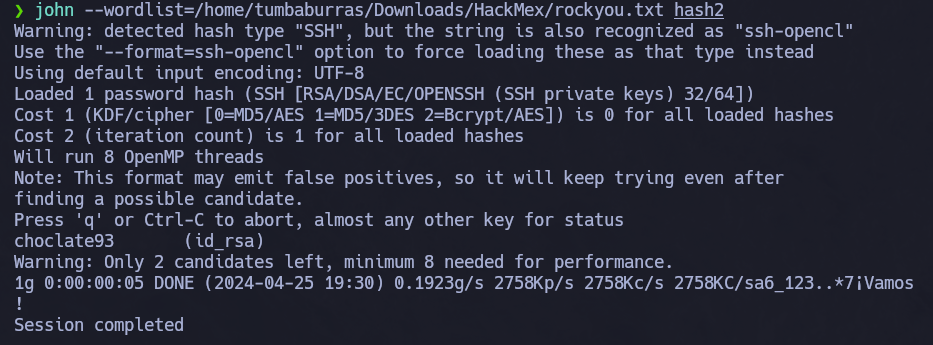 ❯ john --wordlist=/home/tumbaburras/Downloads/HackMex/rockyou.txt hash2
Warning: detected hash type "SSH", but the string is also recognized as "ssh-opencl"
Use the "--format=ssh-opencl" option to force loading these as that type instead
Using default input encoding: UTF-8
Loaded 1 password hash (SSH [RSA/DSA/EC/OPENSSH (SSH private keys) 32/64])
Cost 1 (KDF/cipher [0=MD5/AES 1=MD5/3DES 2=Bcrypt/AES]) is 0 for all loaded hashes
Cost 2 (iteration count) is 1 for all loaded hashes
Will run 8 OpenMP threads
Note: This format may emit false positives, so it will keep trying even after
finding a possible candidate.
Press 'q' or Ctrl-C to abort, almost any other key for status
choclate93       (id_rsa)
Warning: Only 2 candidates left, minimum 8 needed for performance.
1g 0:00:00:05 DONE (2024-04-25 19:30) 0.1923g/s 2758Kp/s 2758Kc/s 2758KC/sa6_123..*7¡Vamos
!
Session completed